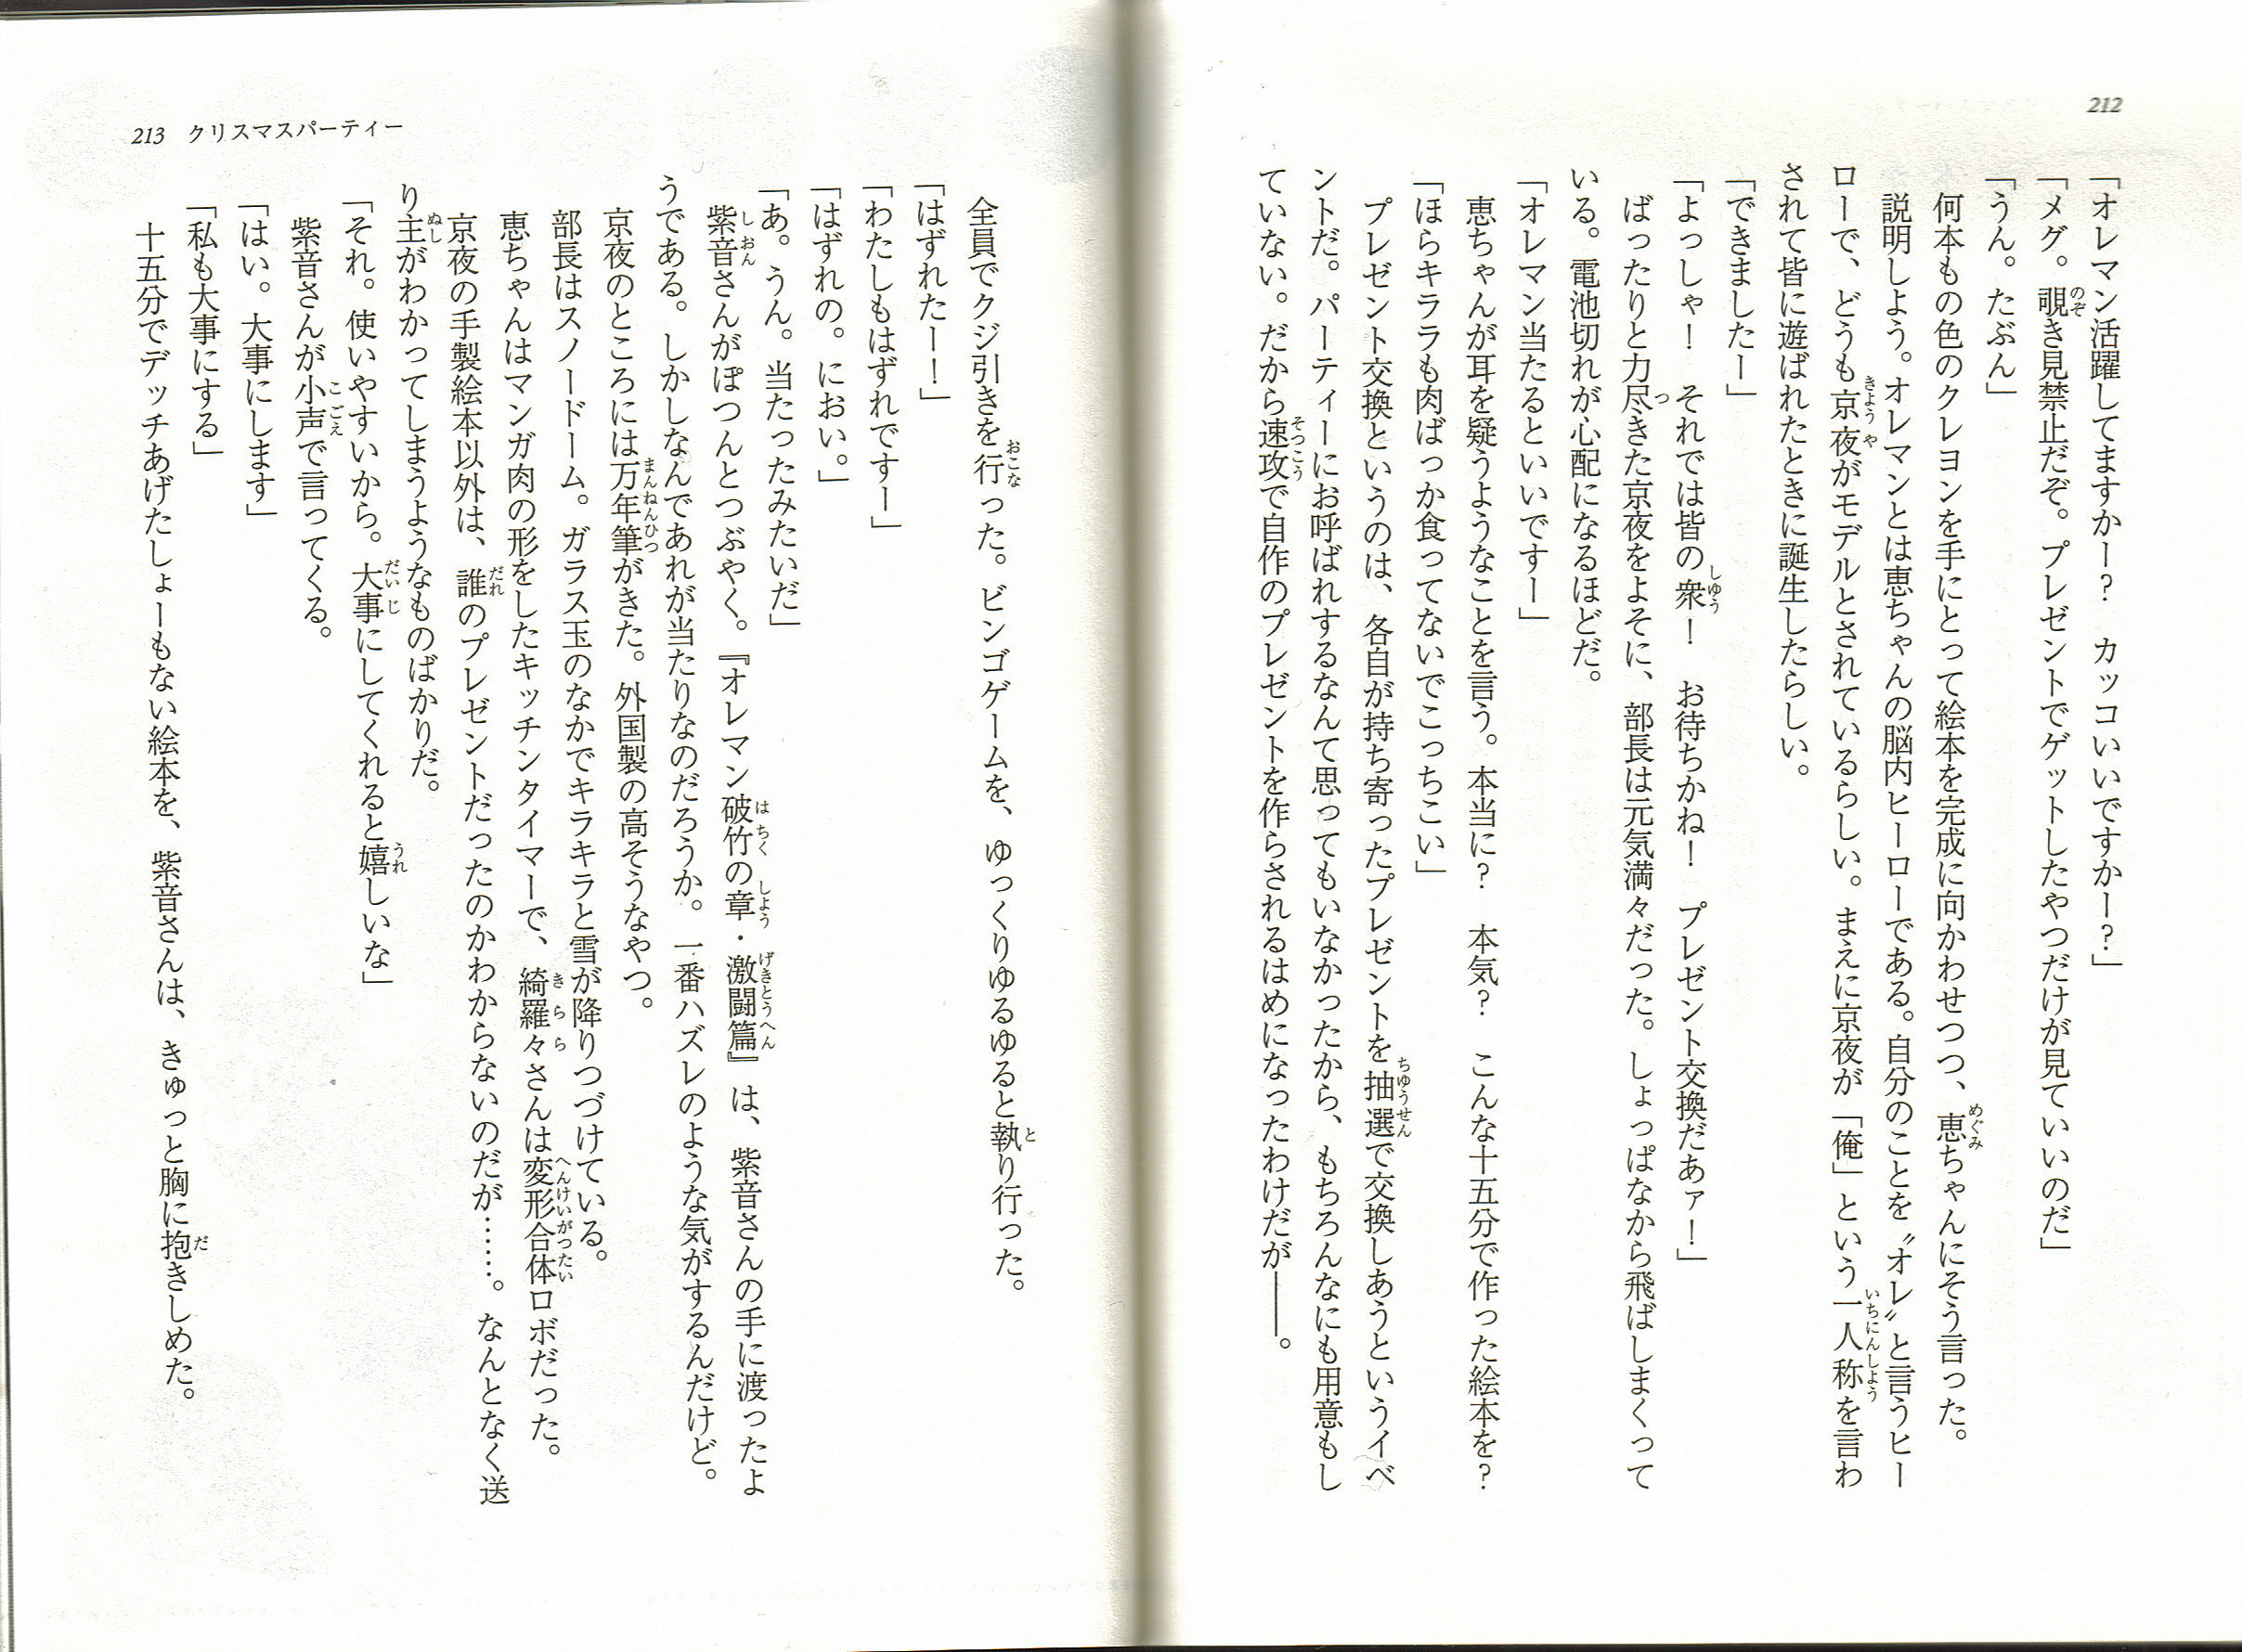 212
「オレマン活躍してますかー？　カッコいいですかー？」
「メグ。覗き見禁止だぞ。プレゼントでゲットしたやつだけが見ていいのだ」
「うん。たぶん」
　何本もの色のクレヨンを手にとって絵本を完成に向かわせつつ、恵ちゃんにそう言った。
　説明しよう。オレマンとは恵ちゃんの脳内ヒーローである。自分のことを〝オレ〟と言うヒー
ローで、どうも京夜がモデルとされているらしい。まえに京夜が「俺」という一人称を言わ
されて皆に遊ばれたときに誕生したらしい。
「できましたー」
「よっしゃ！　それでは皆の衆！　お待ちかね！　プレゼント交換だあァ！」
　ばったりと力尽きた京夜をよそに、部長は元気満々だった。しょっぱなから飛ばしまくって
いる。電池切れが心配になるほどだ。
「オレマン当たるといいですー」
　恵ちゃんが耳を疑うようなことを言う。本当に？　本気？　こんな十五分で作った絵本を？
「ほらキララも肉ばっか食ってないでこっちこい」
　プレゼント交換というのは、各自が持ち寄ったプレゼントを抽選で交換しあうというイベ
ントだ。パーティーにお呼ばれするなんて思ってもいなかったから、もちろんなにも用意もし
ていない。だから速攻で自作のプレゼントを作らされるはめになったわけだが――。
213　クリスマスパーティー
　全員でクジ引きを行った。ビンゴゲームを、ゆっくりゆるゆると執り行った。
「はずれたー！」
「わたしもはずれですー」
「はずれの。におい。」
「あ。うん。当たったみたいだ」
　紫音さんがぽつんとつぶやく。『オレマン破竹の章・激闘篇』は、紫音さんの手に渡ったよ
うである。しかしなんであれが当たりなのだろうか。一番ハズレのような気がするんだけど。
　京夜のところには万年筆がきた。外国製の高そうなやつ。
　部長はスノードーム。ガラス玉のなかでキラキラと雪が降りつづけている。
　恵ちゃんはマンガ肉の形をしたキッチンタイマーで、綺羅々さんは変形合体ロボだった。
　京夜の手製絵本以外は、誰のプレゼントだったのかわからないのだが……。なんとなく送
り主がわかってしまうようなものばかりだ。
「それ。使いやすいから。大事にしてくれると嬉しいな」
　紫音さんが小声で言ってくる。
「はい。大事にします」
「私も大事にする」
　十五分でデッチあげたしょーもない絵本を、紫音さんは、きゅっと胸に抱きしめた。